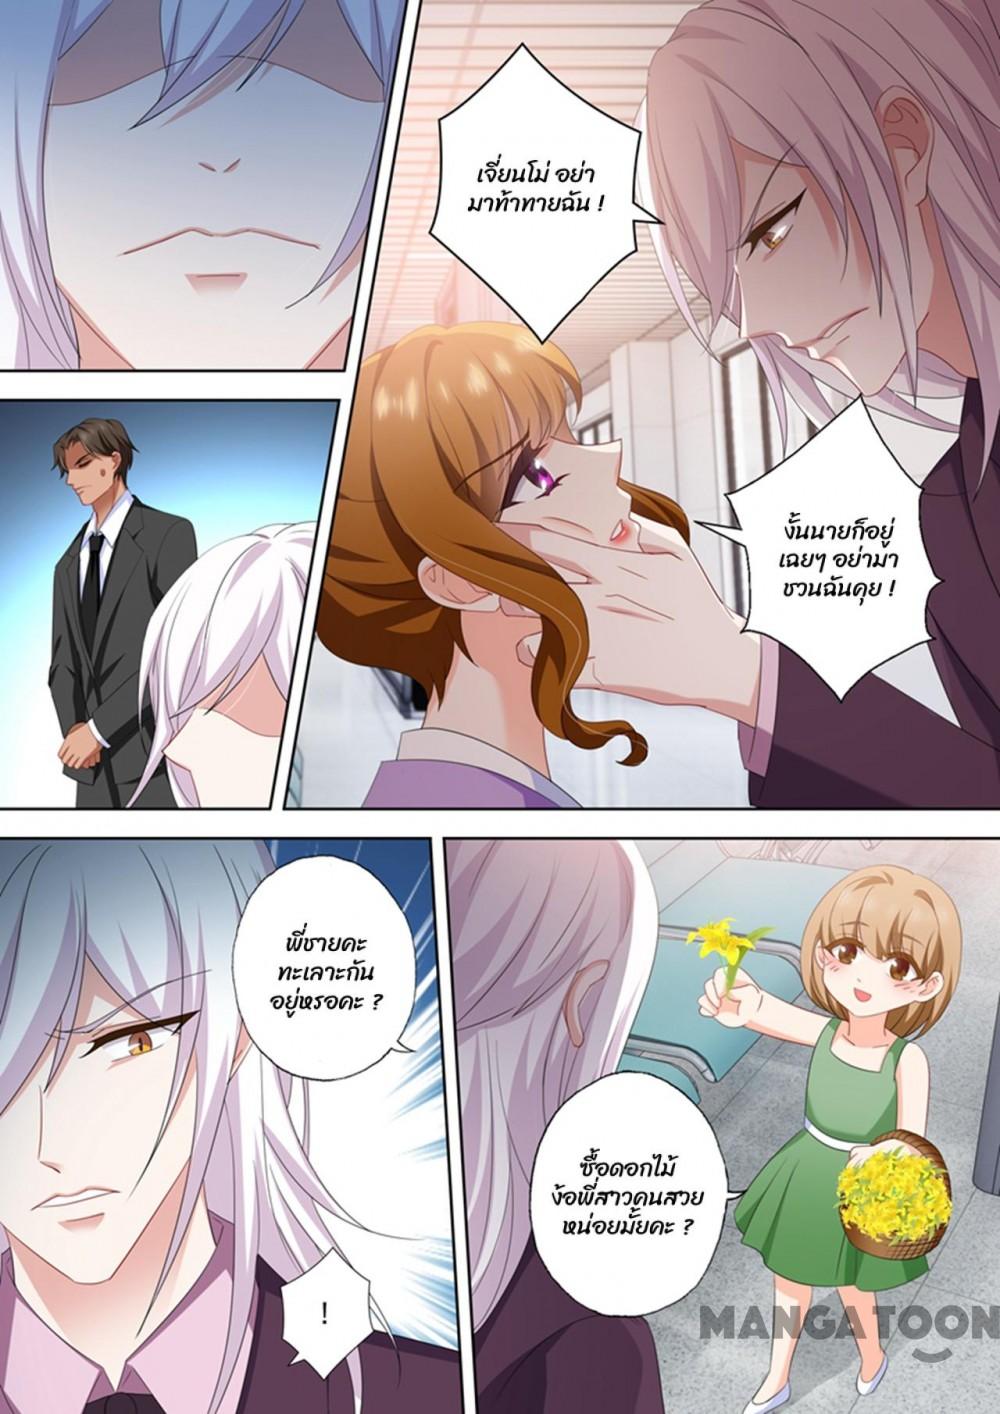 เจี่ยนโม่ อย่า
มาท้าทายฉัน !
งั้นนายก็อยู่
เฉยๆ อย่ามา
ชวนฉันคุย !
พี่ชายคะ
ทะเลาะกัน
อยู่หรอคะ ?
!
ซื้อดอกไม้
ง้อพี่สาวคนสวย
หน่อยมั้ยคะ ?
MANGATOON